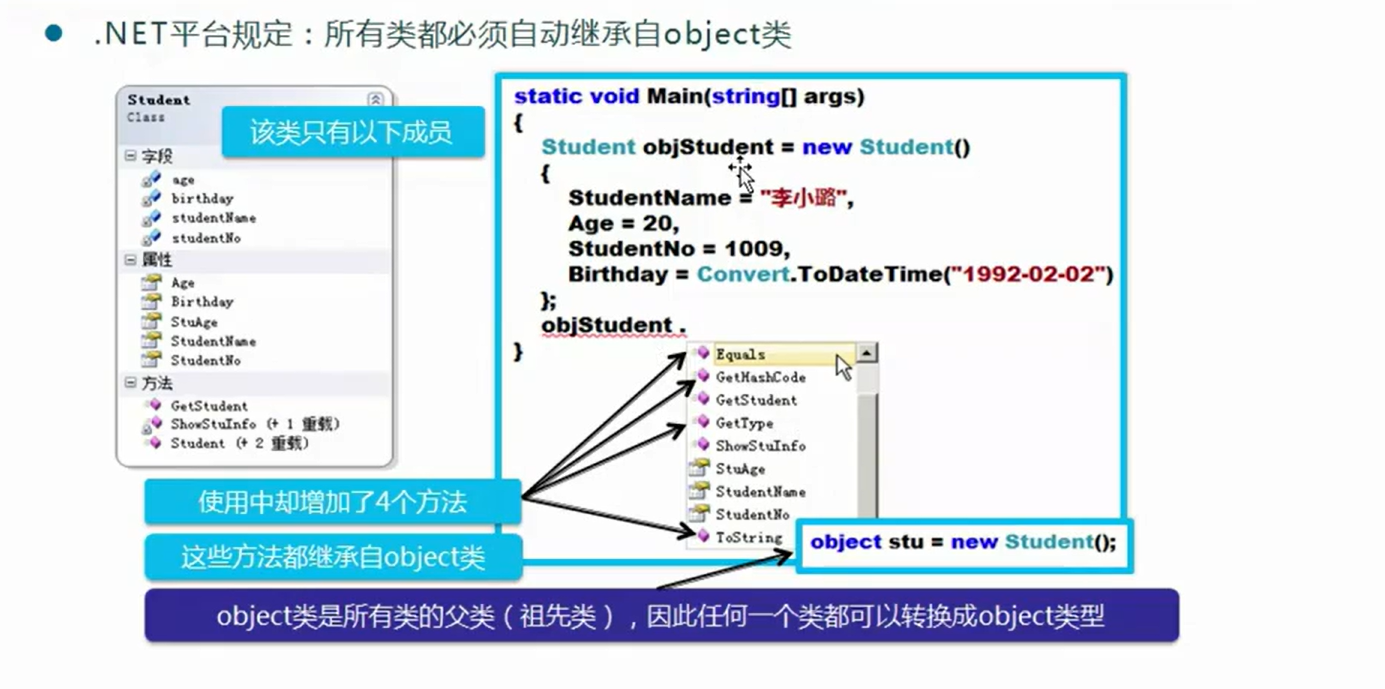 .NET平台规定：所有类都必须自动继承自object类
Student
Class
该类只有以下成员
字段
age
birthday
studentName
studentNo
属性
Age
Birthday
StuAge
StudentName
StudentNo
方法
GetStudent
ShowStuInfo (+ 1 重载)
Student (+ 2 重载)
static void Main(string[] args)
{
Student objStudent = new Student()
{
StudentName = "李小璐",
Age = 20,
StudentNo = 1009,
Birthday = Convert.ToDateTime("1992-02-02")
};
objStudent .
}
Equals
GetHashCode
GetStudent
GetType
ShowStuInfo
StuAge
StudentName
StudentNo
ToString
使用中却增加了4个方法
这些方法都继承自object类
object stu = new Student();
object类是所有类的父类（祖先类），因此任何一个类都可以转换成object类型